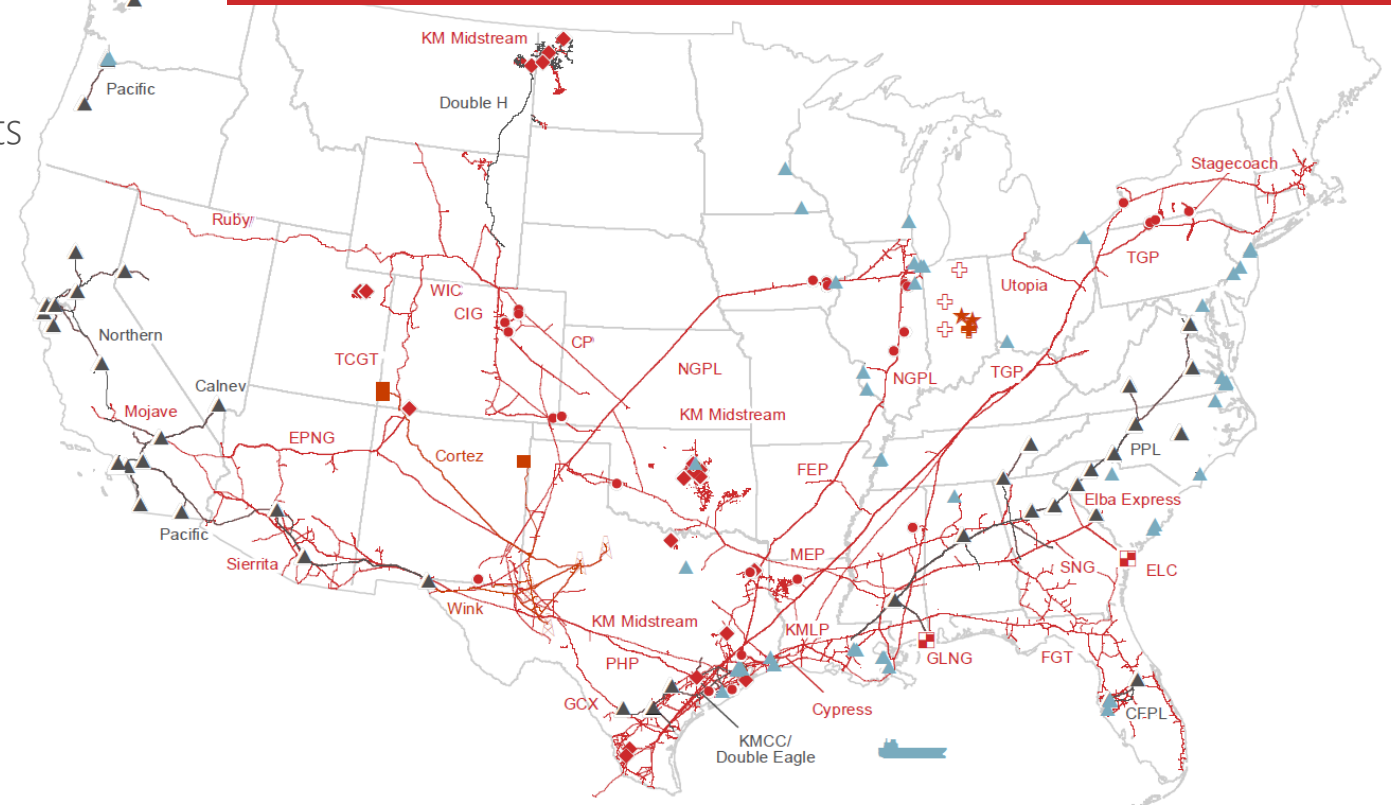 KM Midstream
Pacific
Double H
ts
Stagecoach
Ruby
TGP
Utopia
WIC
CIG
Northern
CP
TCGT
NGPL
TGP
NGPL
Calnev
Mojave
KM Midstream
EPNG
Cortez
PPL
FEP
Elba Express
Pacific
MEP
Sierrita
SNG
ELC
Wink
KM Midstream
KMLP
PHP
GLNG
FGT
GCX
Cypress
CFPL
KMCC/
Double Eagle